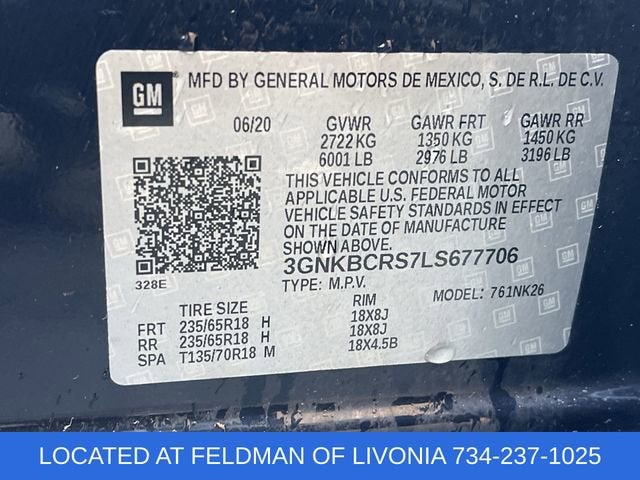 GM MFD BY GENERAL MOTORS DE MEXICO, S. DE R.L. DE C.V.
06/20 GVWR GAWR FRT GAWR RR
2722 KG 1350 KG 1450 KG
6001 LB 2976 LB 3196 LB
THIS VEHICLE CONFORMS TO ALL
APPLICABLE U.S. FEDERAL MOTOR
VEHICLE SAFETY STANDARDS IN EFFECT
ON THE DATE OF MANUFACTURE
SHOWN ABOVE.
3GNKBCRS7LS677706
328E TYPE: M.P.V. MODEL: 761NK26
TIRE SIZE RIM
FRT 235/65R18 H 18X8J
RR 235/65R18 H 18X8J
SPA T135/70R18 M 18X4.5B
LOCATED AT FELDMAN OF LIVONIA 734-237-1025